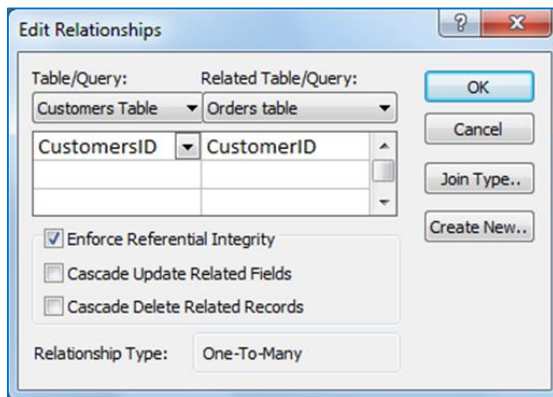 Edit Relationships
?
X
Table/Query: Related Table/Query:
Customers Table Orders table
CustomersID CustomerID
Enforce Referential Integrity
Cascade Update Related Fields
Cascade Delete Related Records
Relationship Type: One-To-Many
OK
Cancel
Join Type..
Create New..